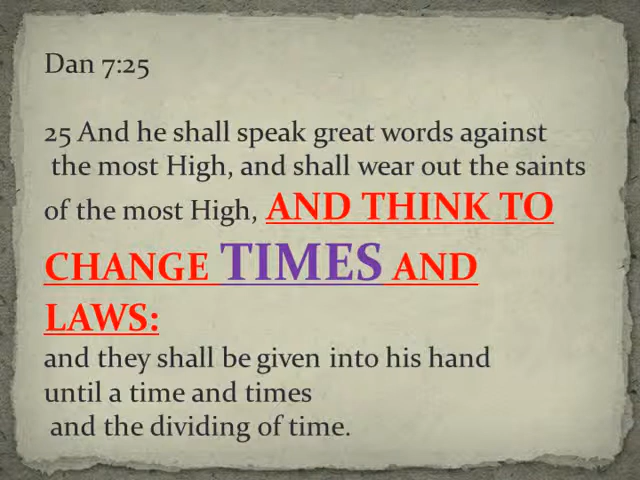 Dan 7:25
25 And he shall speak great words against
the most High, and shall wear out the saints
of the most High, AND THINK TO
CHANGE TIMES AND
LAWS:
and they shall be given into his hand
until a time and times
and the dividing of time.